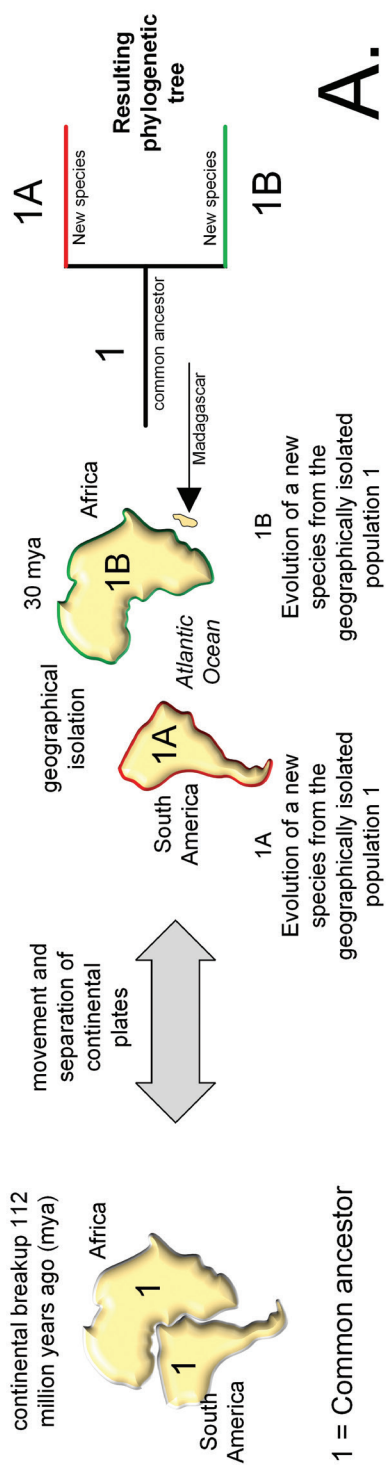 continental breakup 112
million years ago (mya)
Africa
1
1
South
America
1 = Common ancestor
movement and
separation of
continental
plates
geographical
isolation
30 mya
Africa
1B
1A
South
America
Atlantic
Ocean
Madagascar
1A
Evolution of a new
species from the
geographically isolated
population 1
1B
Evolution of a new
species from the
geographically isolated
population 1
1
common ancestor
1A
New species
Resulting
phylogenetic
tree
New species
1B
A.